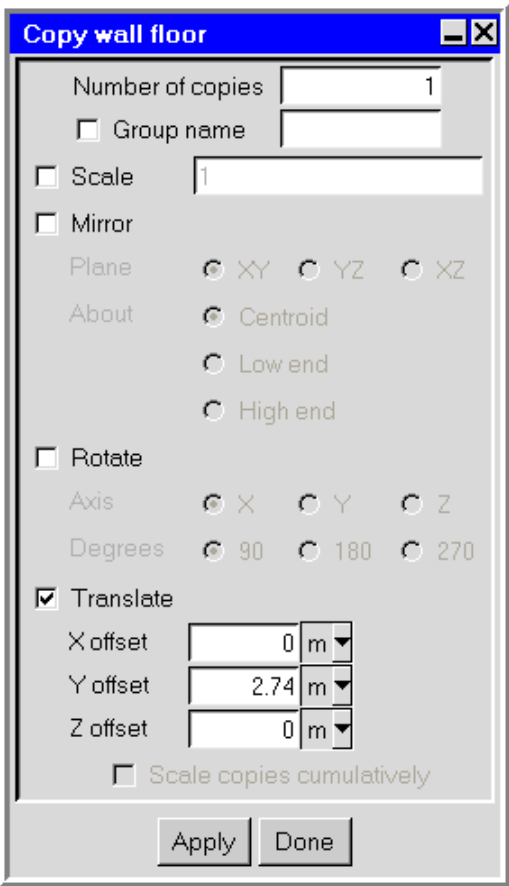 Copy wall floor
Number of copies 1
Group name
Scale 1
Mirror
Plane XY YZ XZ
About Centroid
Low end
High end
Rotate
Axis X Y Z
Degrees 90 180 270
Translate
X offset 0 m
Y offset 2.74 m
Z offset 0 m
Scale copies cumulatively
Apply Done